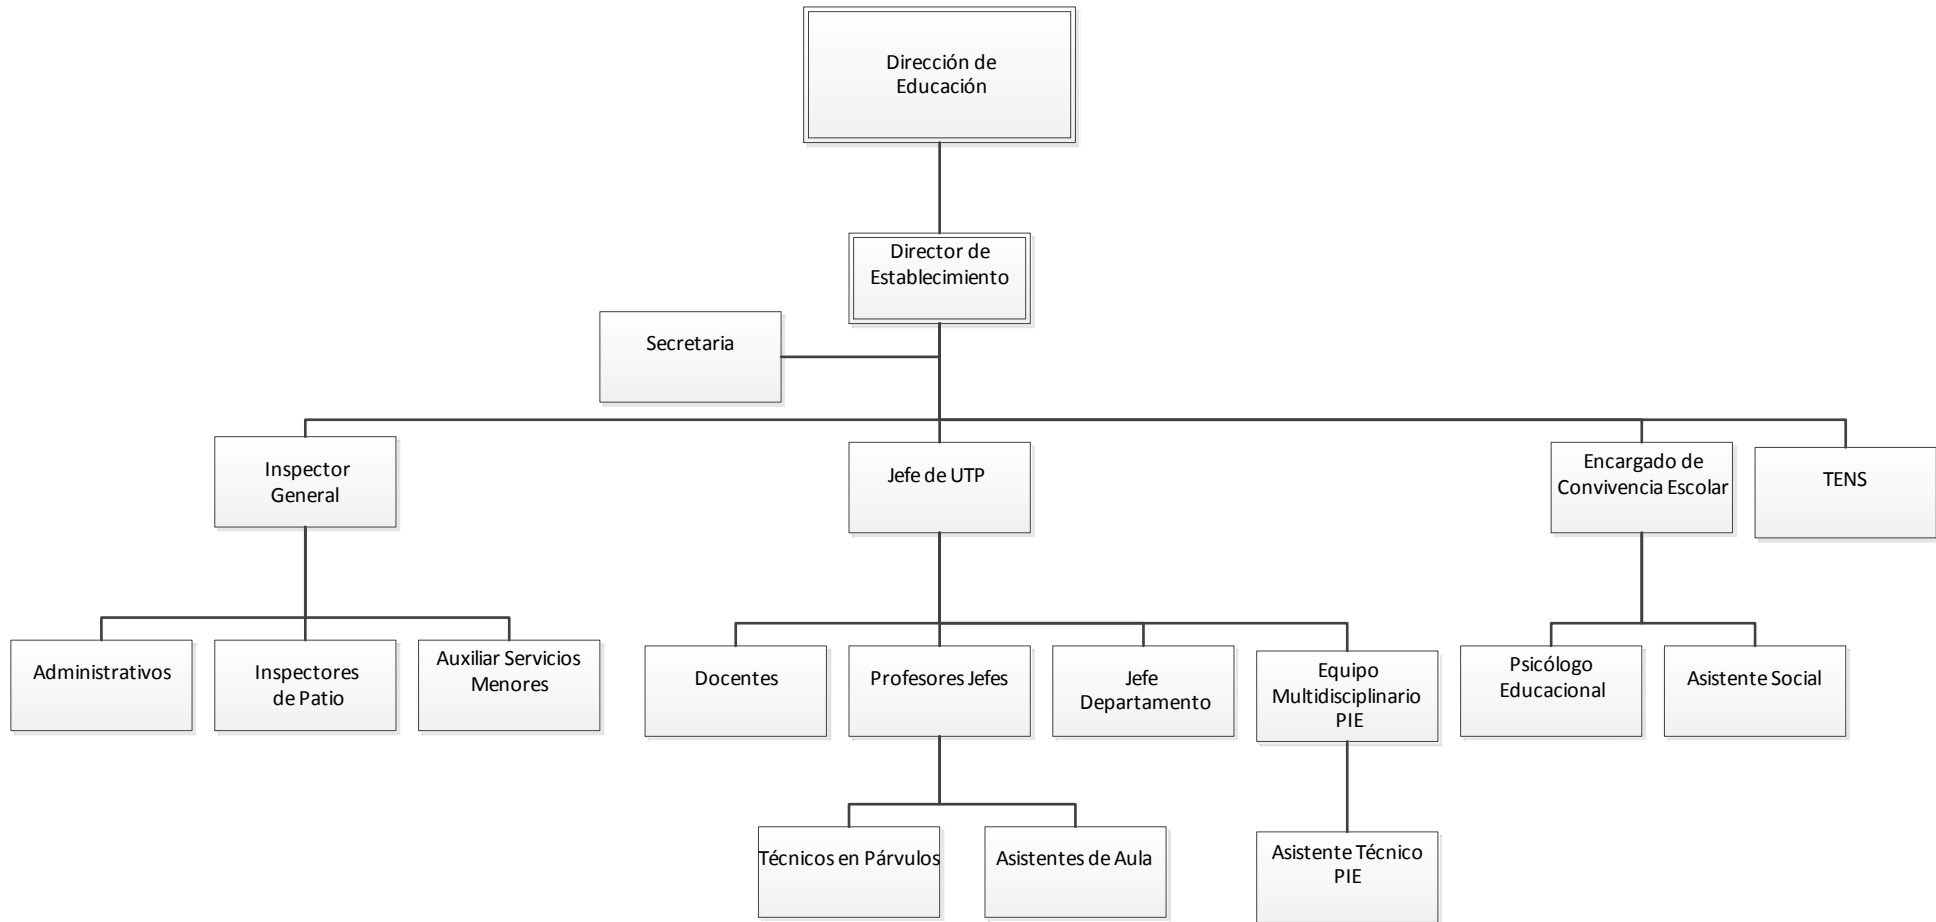 Dirección de
Educación
Director de
Establecimiento
Secretaria
Inspector
General
Jefe de UTP
Encargado de
Convivencia Escolar
TENS
Administrativos
Inspectores
de Patio
Auxiliar Servicios
Menores
Docentes
Profesores Jefes
Jefe
Departamento
Equipo
Multidisciplinario
PIE
Psicólogo
Educacional
Asistente Social
Técnicos en Párvulos
Asistentes de Aula
Asistente Técnico
PIE